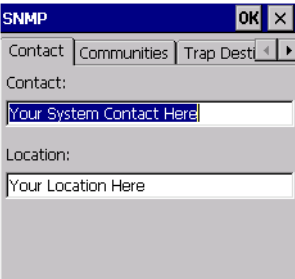 SNMP OK
Contact Communities Trap Desti
Contact:
Your System Contact Here
Location:
Your Location Here